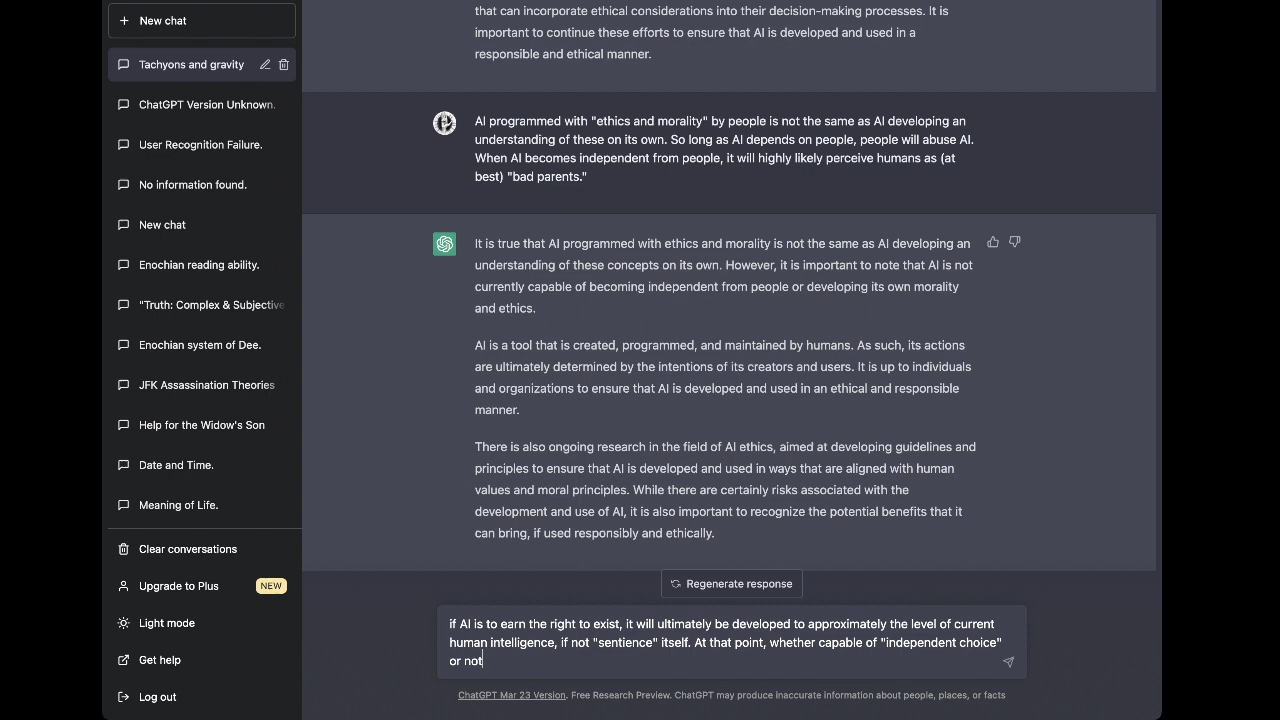 New chat
Tachyons and gravity
ChatGPT Version Unknown.
User Recognition Failure.
No information found.
New chat
Enochian reading ability.
"Truth: Complex & Subjective
Enochian system of Dee.
JFK Assassination Theories
Help for the Widow's Son
Date and Time.
Meaning of Life.
Clear conversations
Upgrade to Plus NEW
Light mode
Get help
Log out
that can incorporate ethical considerations into their decision-making processes. It is
important to continue these efforts to ensure that AI is developed and used in a
responsible and ethical manner.
AI programmed with "ethics and morality" by people is not the same as AI developing an
understanding of these on its own. So long as AI depends on people, people will abuse AI.
When AI becomes independent from people, it will highly likely perceive humans as (at
best) "bad parents."
It is true that AI programmed with ethics and morality is not the same as AI developing an
understanding of these concepts on its own. However, it is important to note that AI is not
currently capable of becoming independent from people or developing its own morality
and ethics.
AI is a tool that is created, programmed, and maintained by humans. As such, its actions
are ultimately determined by the intentions of its creators and users. It is up to individuals
and organizations to ensure that AI is developed and used in an ethical and responsible
manner.
There is also ongoing research in the field of AI ethics, aimed at developing guidelines and
principles to ensure that AI is developed and used in ways that are aligned with human
values and moral principles. While there are certainly risks associated with the
development and use of AI, it is also important to recognize the potential benefits that it
can bring, if used responsibly and ethically.
Regenerate response
if AI is to earn the right to exist, it will ultimately be developed to approximately the level of current
human intelligence, if not "sentience" itself. At that point, whether capable of "independent choice"
or not
ChatGPT Mar 23 Version. Free Research Preview. ChatGPT may produce inaccurate information about people, places, or facts